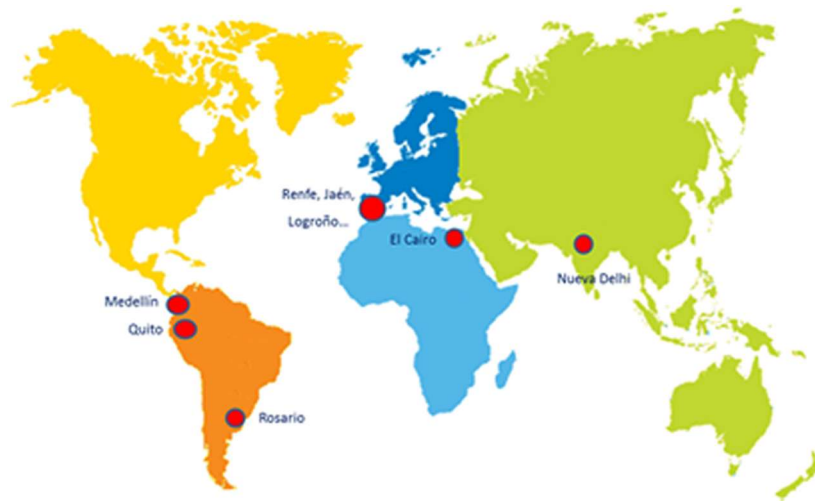 Renfe, Jaén,
Logroño...
El Cairo
Nueva Delhi
Medellín
Quito
Rosario